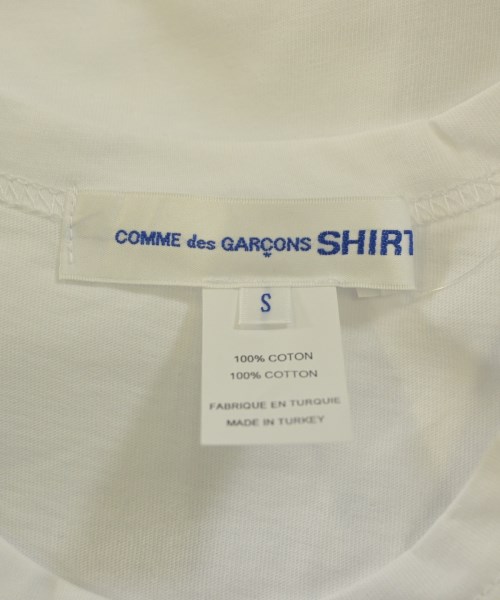 COMME des GARÇONS SHIRT
S
100% COTON
100% COTTON
FABRIQUE EN TURQUIE
MADE IN TURKEY